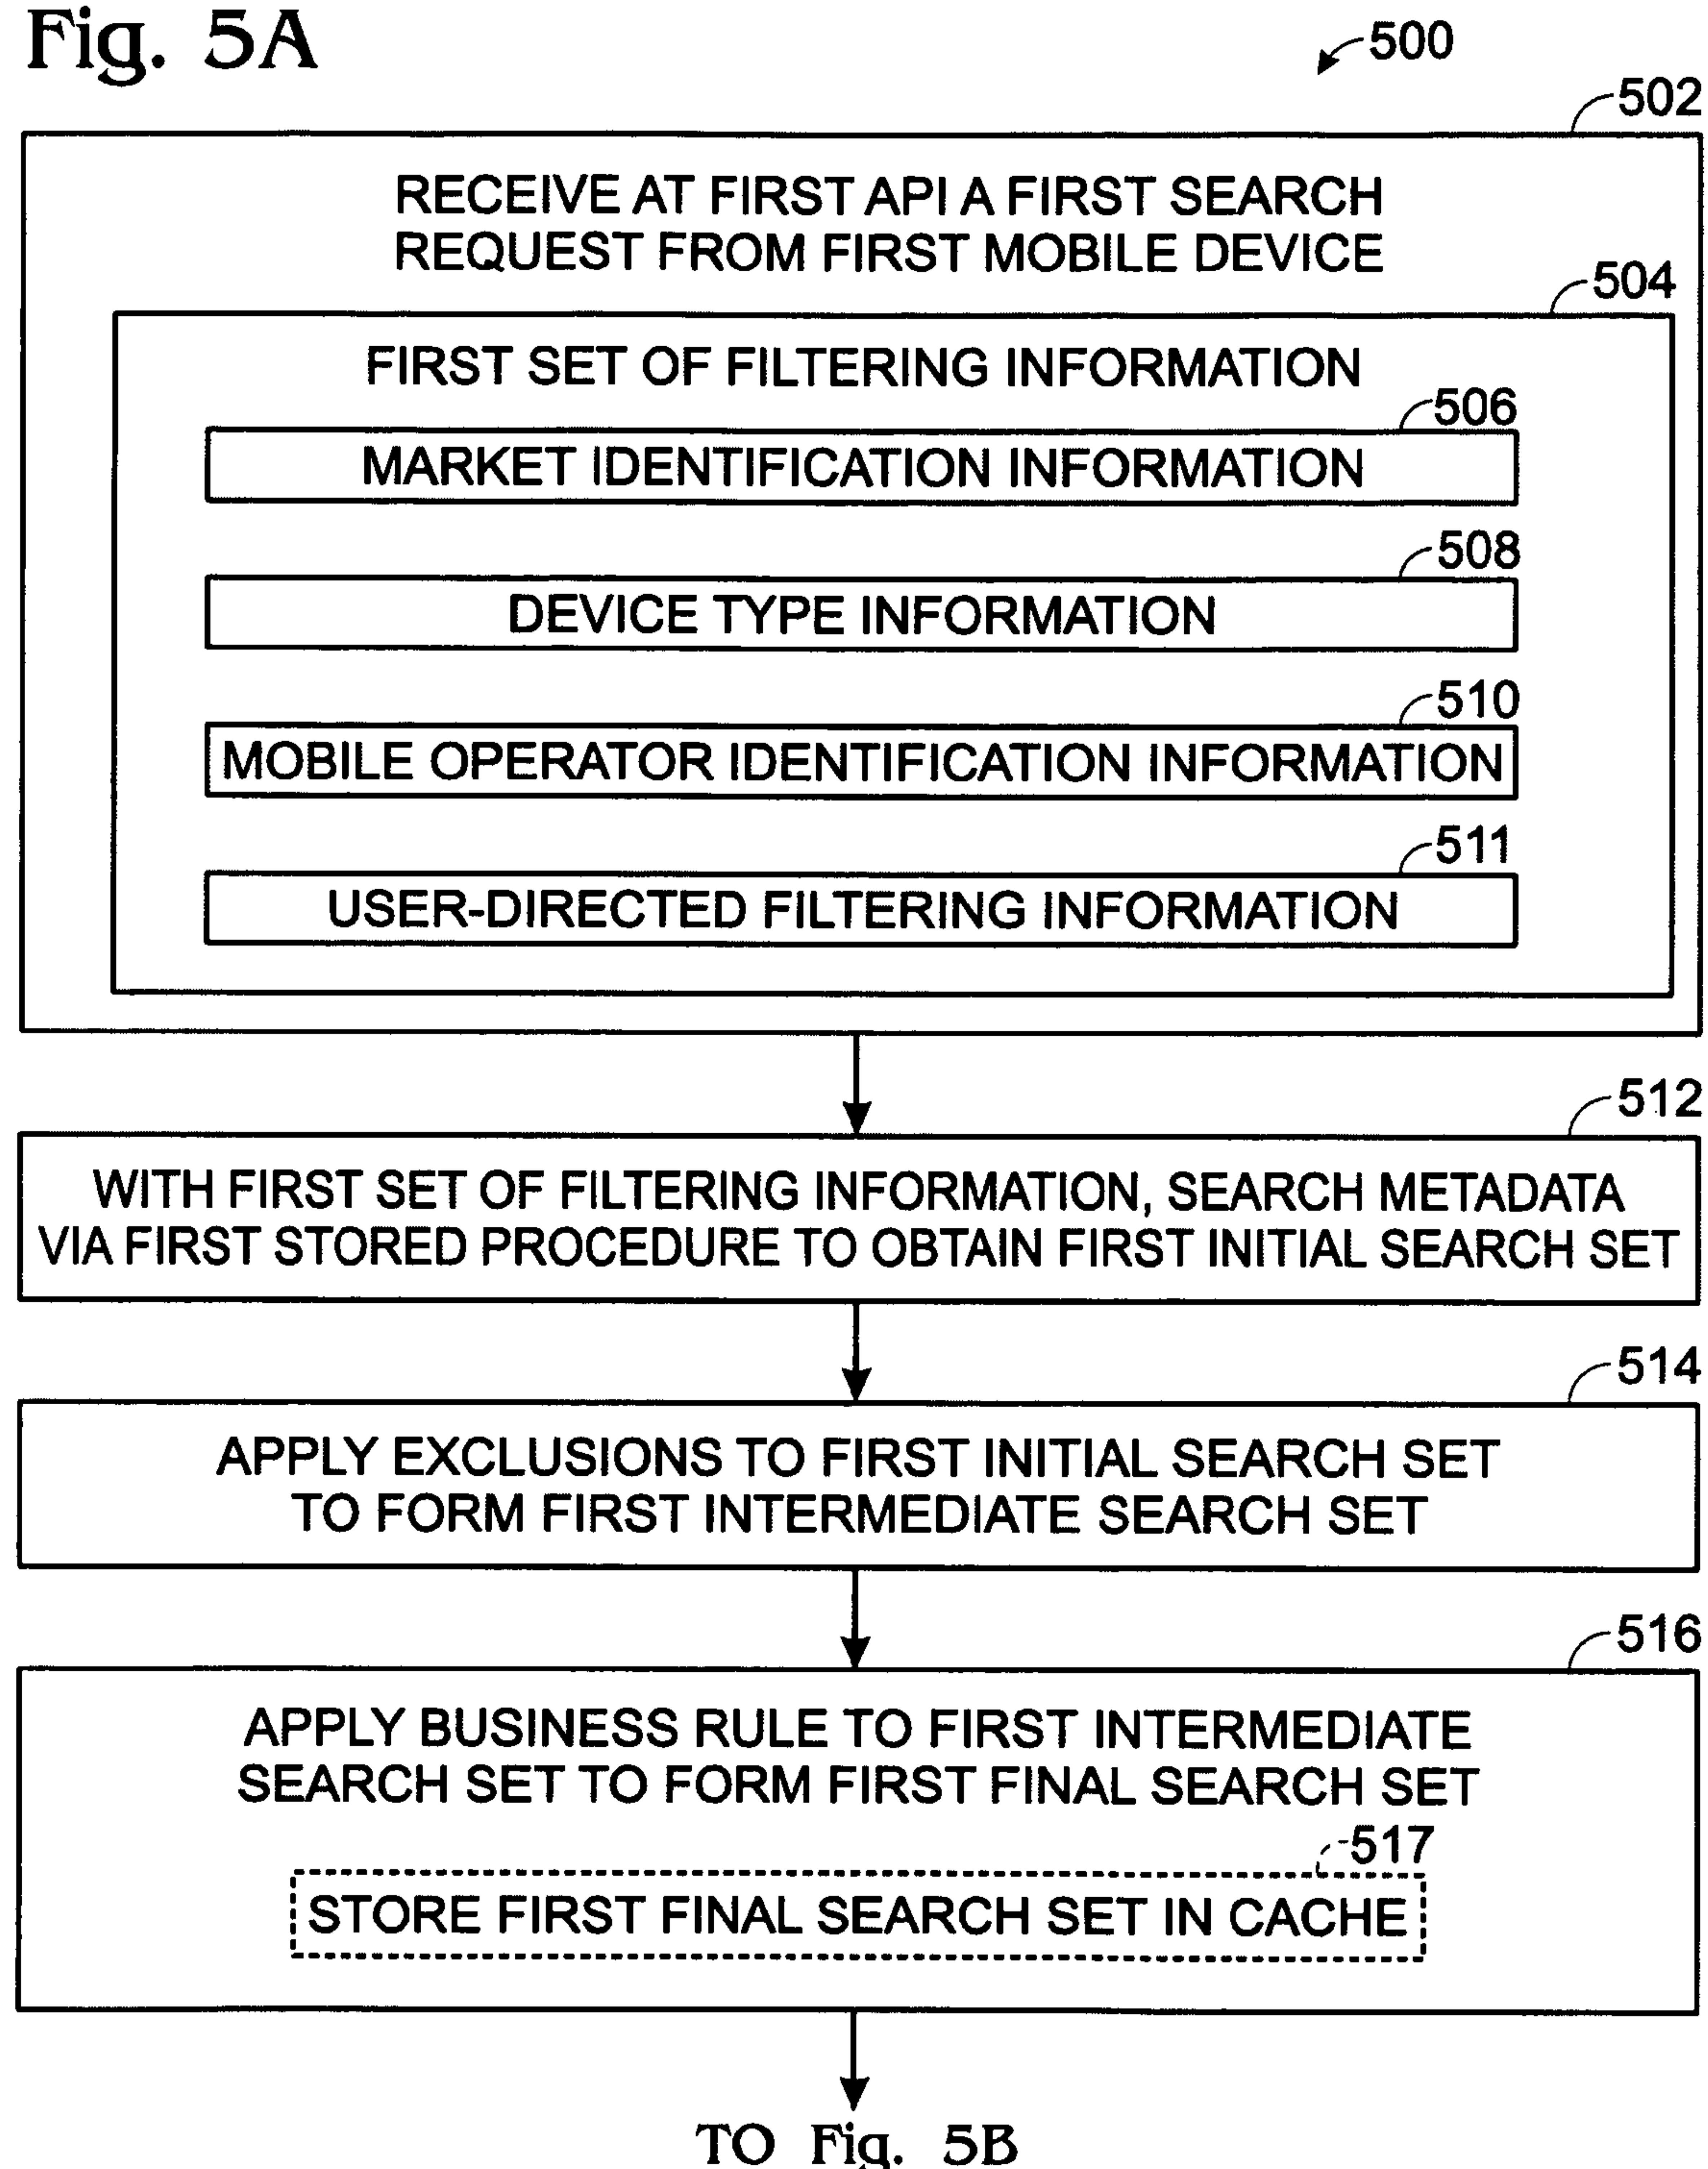 Fig. 5A
500
502
RECEIVE AT FIRST API A FIRST SEARCH
REQUEST FROM FIRST MOBILE DEVICE
504
FIRST SET OF FILTERING INFORMATION
506
MARKET IDENTIFICATION INFORMATION
508
DEVICE TYPE INFORMATION
510
MOBILE OPERATOR IDENTIFICATION INFORMATION
511
USER-DIRECTED FILTERING INFORMATION
512
WITH FIRST SET OF FILTERING INFORMATION, SEARCH METADATA
VIA FIRST STORED PROCEDURE TO OBTAIN FIRST INITIAL SEARCH SET
514
APPLY EXCLUSIONS TO FIRST INITIAL SEARCH SET
TO FORM FIRST INTERMEDIATE SEARCH SET
516
APPLY BUSINESS RULE TO FIRST INTERMEDIATE
SEARCH SET TO FORM FIRST FINAL SEARCH SET
517
STORE FIRST FINAL SEARCH SET IN CACHE
TO Fig. 5B